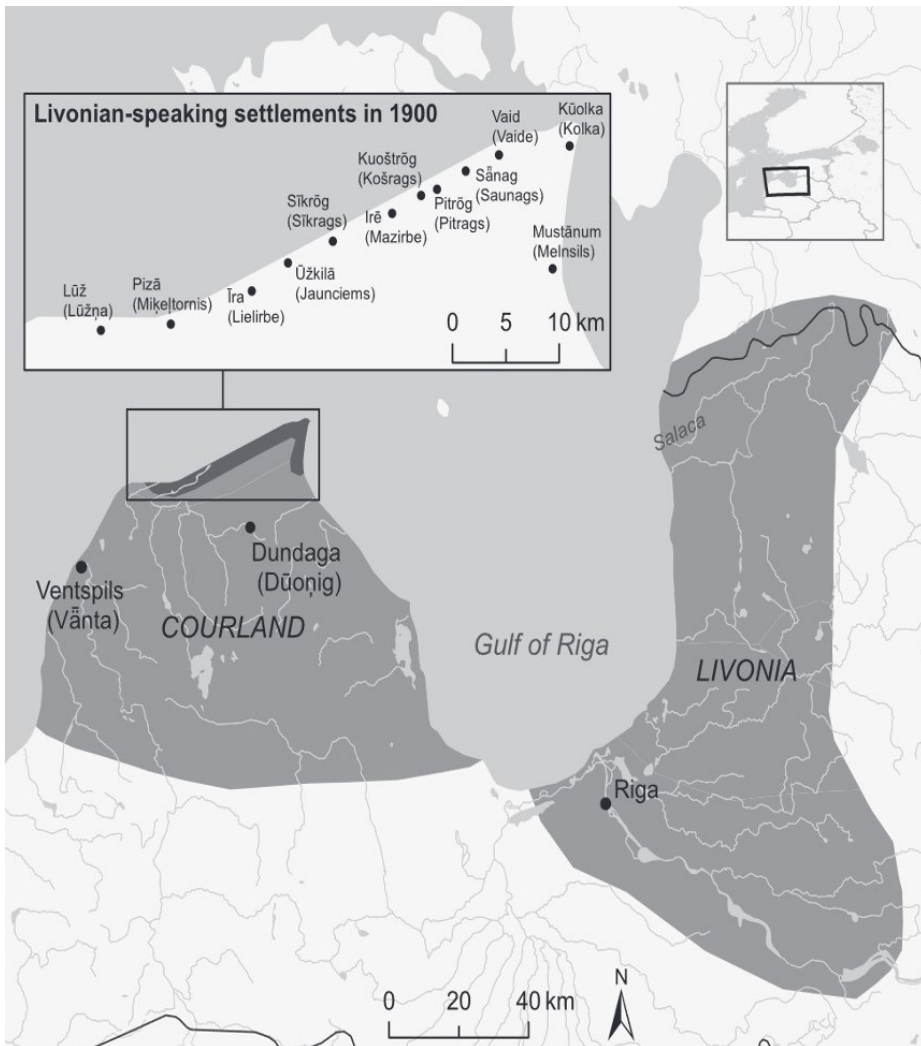 Livonian-speaking settlements in 1900
Vaid
(Vaide)
Kūolka
(Kolka)
Kuoštrõg
(Košrags)
Sǟnag
(Saunags)
Sīkrõg
(Sīkrags)
Irē
(Mazirbe)
Pitrõg
(Pitrags)
Mustānum
(Melnsils)
Lūž
(Lūžņa)
Pizā
(Miķeļtornis)
Īra
(Lielirbe)
Ūžkilā
(Jaunciems)
0 5 10 km
Salaca
Ventspils
(Vǟnta)
Dundaga
(Dūoņig)
COURLAND
Gulf of Riga
LIVONIA
Riga
0 20 40 km
N